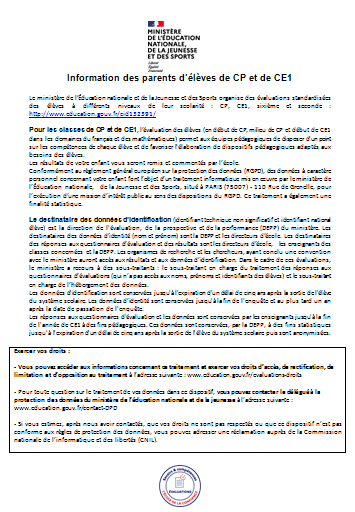 MINISTÈRE
DE L'ÉDUCATION
NATIONALE,
DE LA JEUNESSE
ET DES SPORTS
Liberté
Égalité
Fraternité
Information des parents d'élèves de CP et de CE1
Le ministère de l'Éducation nationale et de la Jeunesse et des Sports organise des évaluations standardisées
des élèves à différents niveaux de leur scolarité : CP, CE1, sixième et seconde :
http://www.education.gouv.fr/cid132391/
Pour les classes de CP et de CE1, l'évaluation des élèves (en début de CP, milieu de CP et début de CE1
dans les domaines du français et des mathématiques) permet aux équipes pédagogiques de disposer d'un point
sur les compétences de chaque élève et de favoriser l'élaboration de dispositifs pédagogiques adaptés aux
besoins des élèves.
Les résultats de votre enfant vous seront remis et commentés par l'école.
Conformément au règlement général européen sur la protection des données (RGPD), des données à caractère
personnel concernant votre enfant font l'objet d'un traitement informatique mis en œuvre par le ministère de
l'Éducation nationale, de la Jeunesse et des Sports, situé à PARIS (75007) - 110 Rue de Grenelle, pour
l'exécution d'une mission d'intérêt public au sens des dispositions du RGPD. Ce traitement a également une
finalité statistique.
Le destinataire des données d'identification (identifiant technique non significatif et identifiant national
élève) est la direction de l'évaluation, de la prospective et de la performance (DEPP) du ministère. Les
destinataires des données d'identité (nom et prénom) sont la DEPP et les directeurs d'école. Les destinataires
des réponses aux questionnaires d'évaluation et des résultats sont les directeurs d'école, les enseignants des
classes concernées et la DEPP. Les organismes de recherche et les chercheurs, ayant conclu une convention
avec le ministère auront accès aux résultats et aux données d'identification. Dans le cadre de ces évaluations,
le ministère a recours à des sous-traitants : le sous-traitant en charge du traitement des réponses aux
questionnaires d'évaluations (qui n'a pas accès aux noms, prénoms et identifiants des élèves) et le sous-traitant
en charge de l'hébergement des données.
Les données d'identification sont conservées jusqu'à l'expiration d'un délai de cinq ans après la sortie de l'élève
du système scolaire. Les données d'identité sont conservées jusqu'à la fin de l'enquête et au plus tard un an
après la date de passation de l'enquête.
Les réponses aux questionnaires d'évaluation et les données sont conservées par les enseignants jusqu'à la fin
de l'année de CE1 à des fins pédagogiques. Ces données sont conservées, par la DEPP, à des fins statistiques
jusqu'à l'expiration d'un délai de cinq ans après la sortie de l'élève du système scolaire puis sont anonymisées.
Exercer vos droits :
- Vous pouvez accéder aux informations concernant ce traitement et exercer vos droits d'accès, de rectification, de
limitation et d'opposition au traitement à l'adresse suivante : www.education.gouv.fr/evaluations-droits
- Pour toute question sur le traitement de vos données dans ce dispositif, vous pouvez contacter le délégué à la
protection des données du ministère de l'éducation nationale et de la jeunesse à l'adresse suivante :
www.education.gouv.fr/contact-DPD
- Si vous estimez, après nous avoir contacté, que vos droits ne sont pas respectés ou que ce dispositif n'est pas
conforme aux règles de protection des données, vous pouvez adresser une réclamation auprès de la Commission
nationale de l'informatique et des libertés (CNIL).
ÉVALUATIONS